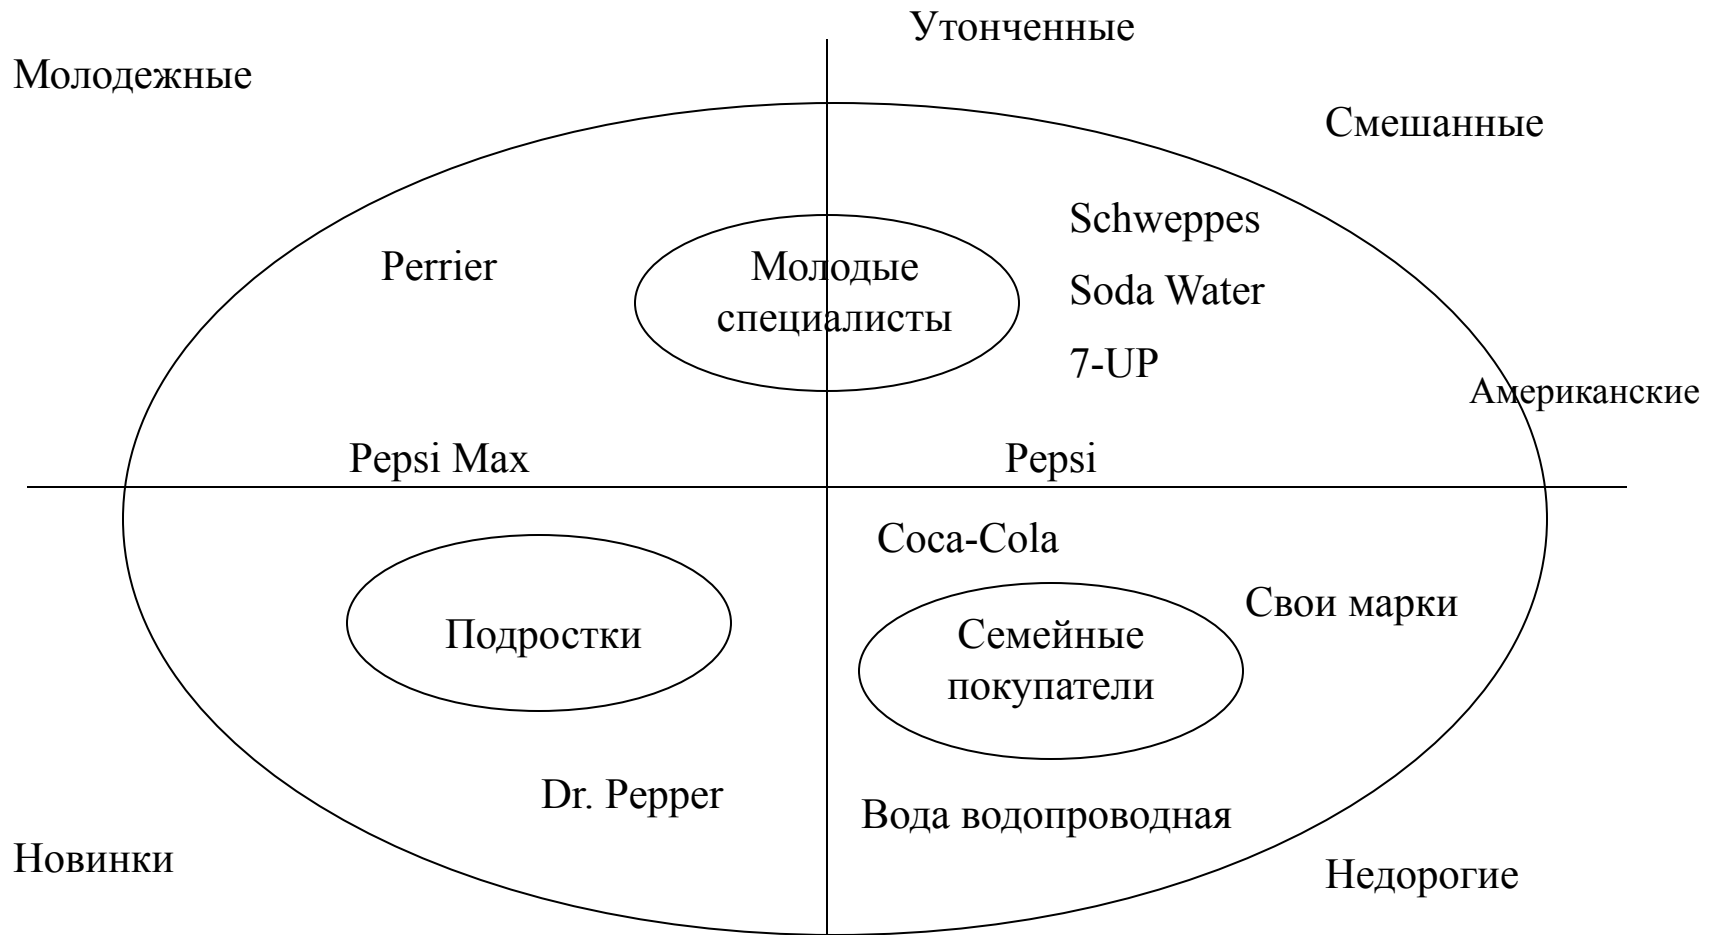 Утонченные
Молодежные
Смешанные
Schweppes
Perrier
Молодые
специалисты
Soda Water
7-UP
Американские
Pepsi Max
Pepsi
Coca-Cola
Свои марки
Подростки
Семейные
покупатели
Dr. Pepper
Вода водопроводная
Новинки
Недорогие